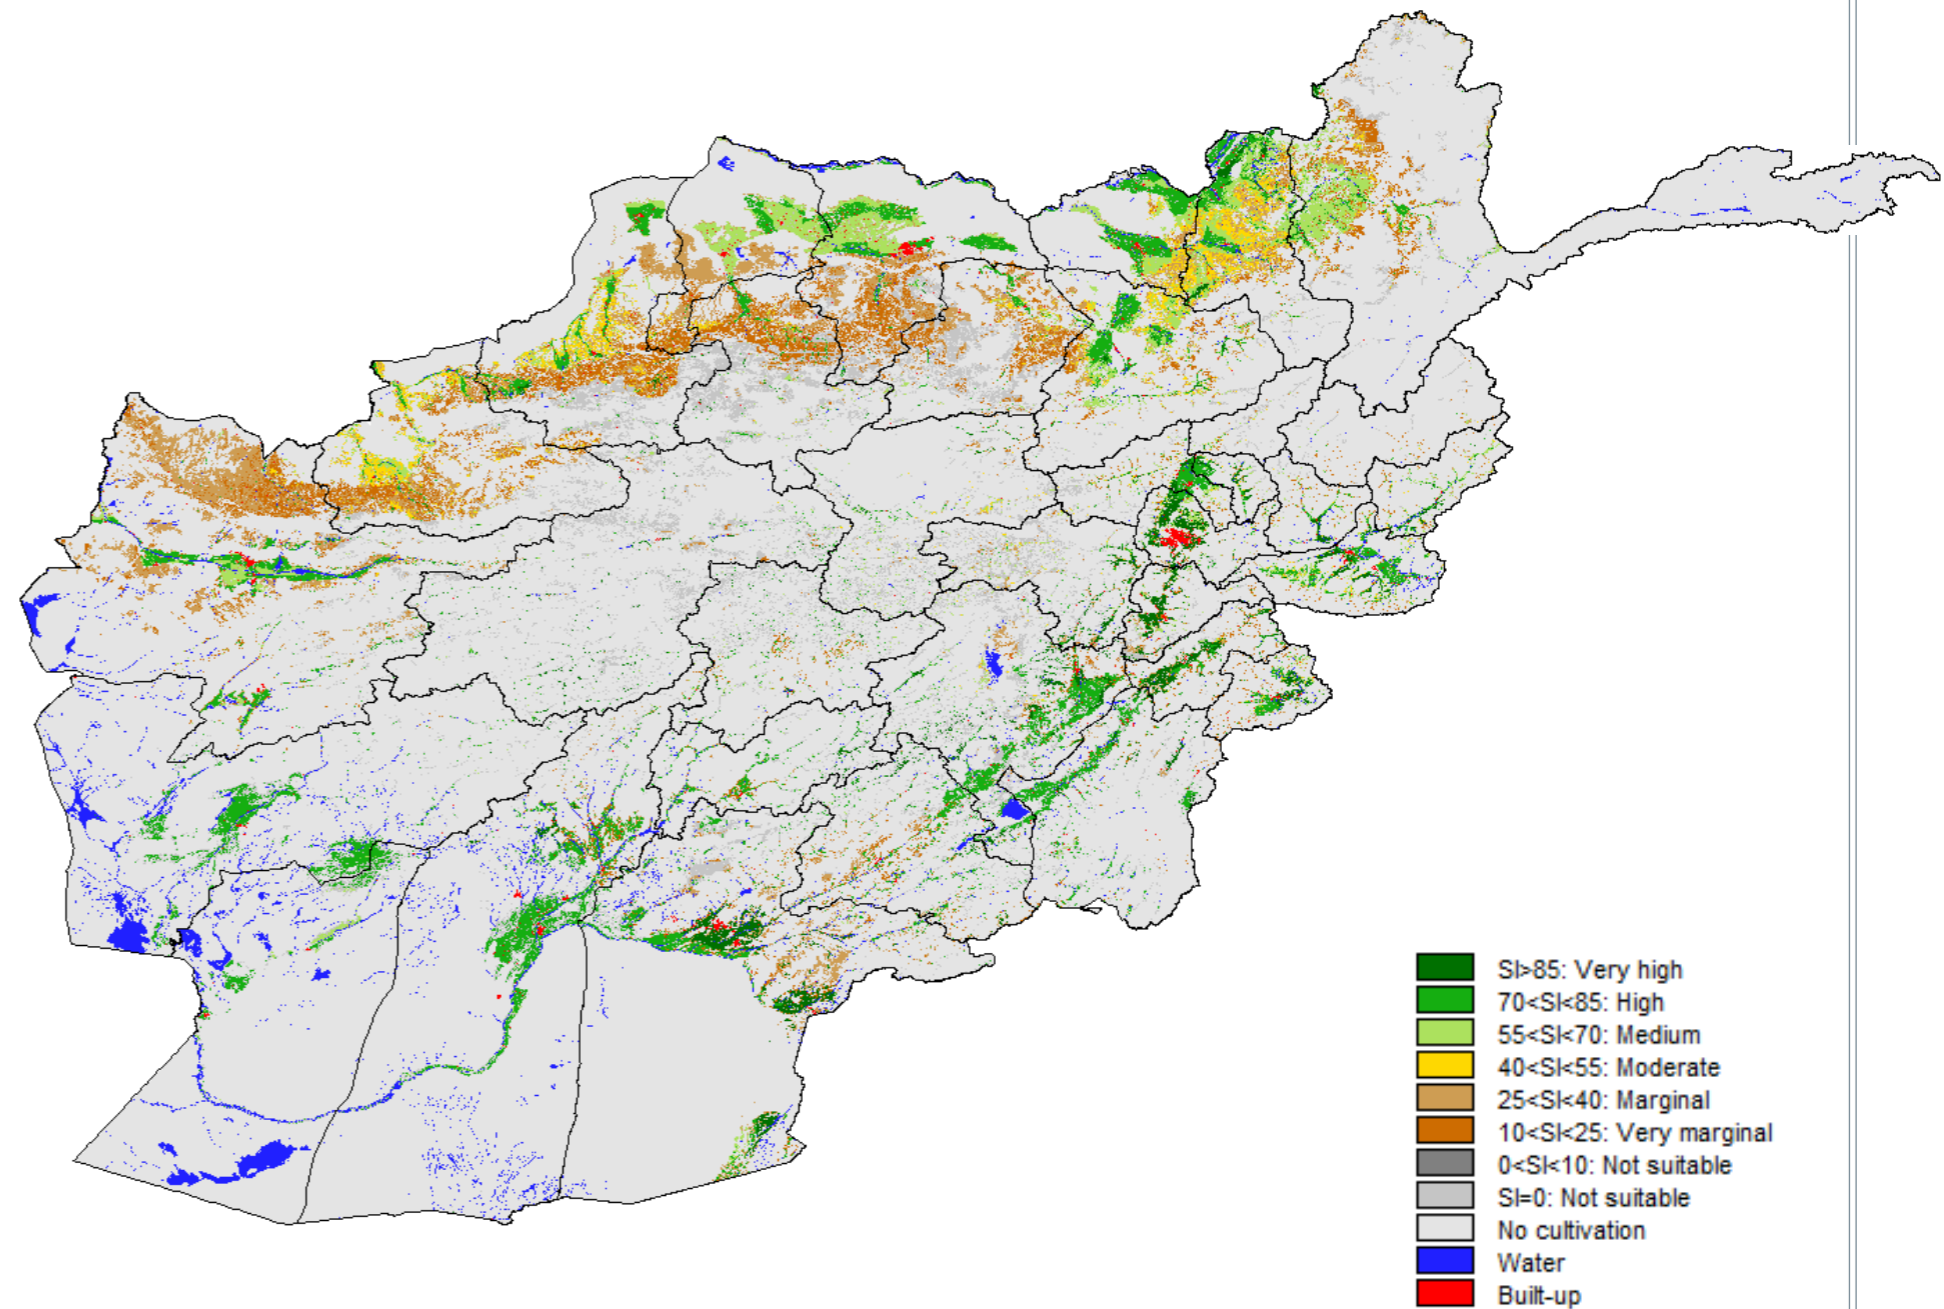 SI>85: Very high
70<SI<85: High
55<SI<70: Medium
40<SI<55: Moderate
25<SI<40: Marginal
10<SI<25: Very marginal
0<SI<10: Not suitable
SI=0: Not suitable
No cultivation
Water
Built-up